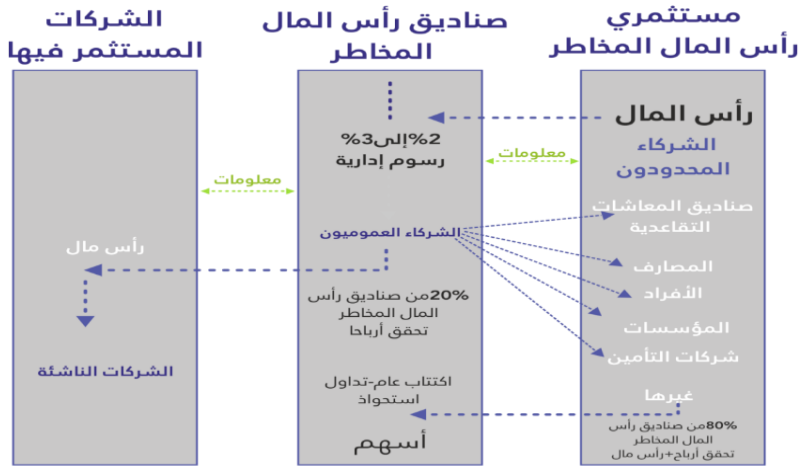 مستثمري
رأس المال المخاطر
رأس المال
الشركاء
المحدودون
صناديق المعاشات
التقاعدية
المصارف
الأفراد
المؤسسات
شركات التأمين
غيرها
80%من صناديق رأس
المال المخاطر
تحقق أرباح+رأس مال
معلومات
صناديق رأس المال
المخاطر
2%إلى3%
رسوم إدارية
الشركاء العموميون
20%من صناديق رأس
المال المخاطر
تحقق أرباحا
اكتتاب عام-تداول
استحواذ
أسهم
معلومات
الشركات
المستثمر فيها
رأس مال
الشركات الناشئة